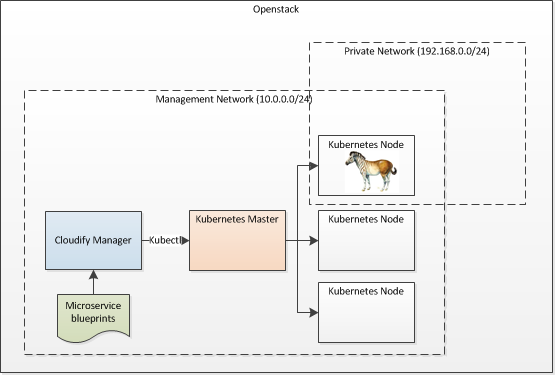 Openstack
Private Network (192.168.0.0/24)
Management Network (10.0.0.0/24)
Kubernetes Node
Kubernetes Master
Kubernetes Node
Cloudify Manager
Kubectl
Kubernetes Node
Microservice
blueprints